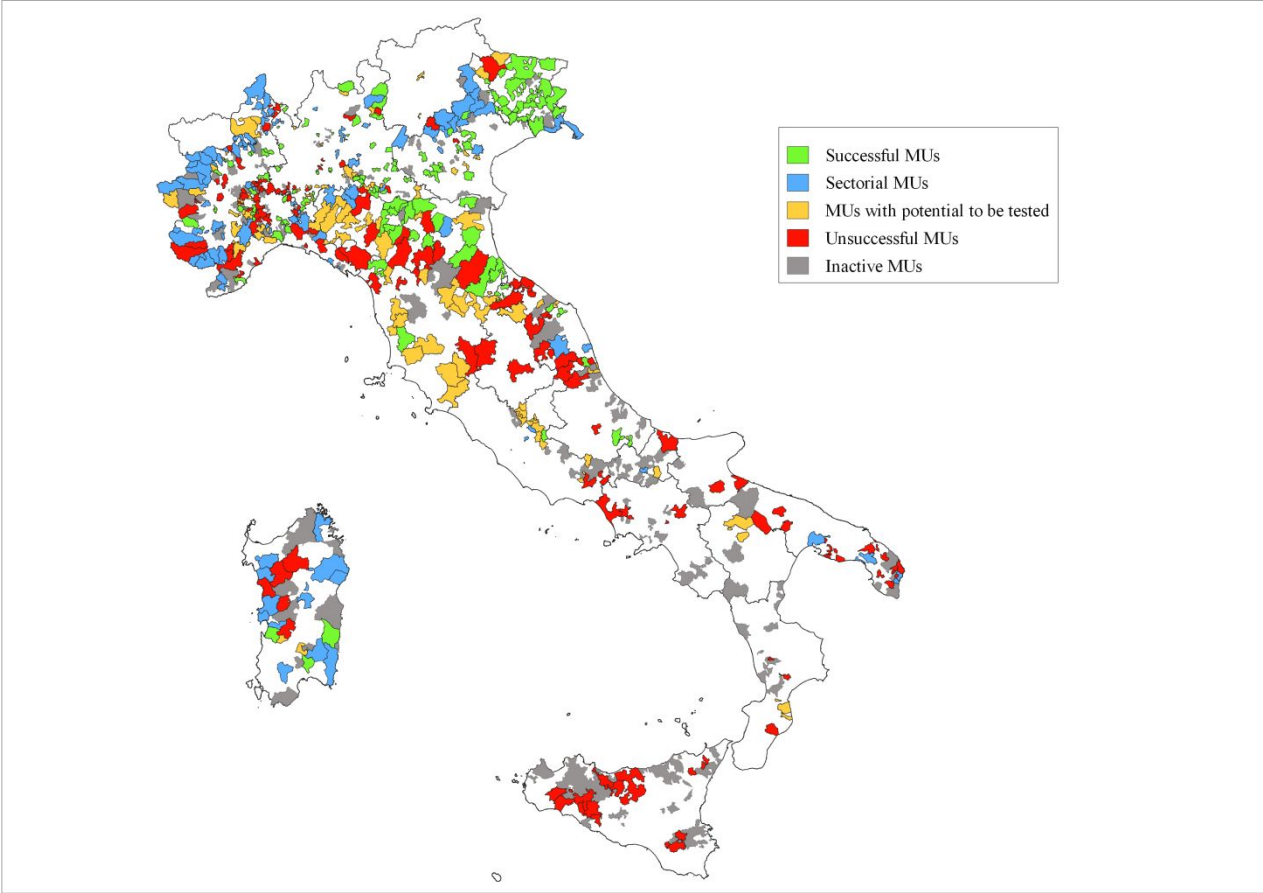 Successful MUs
Sectorial MUs
MUs with potential to be tested
Unsuccessful MUs
Inactive MUs